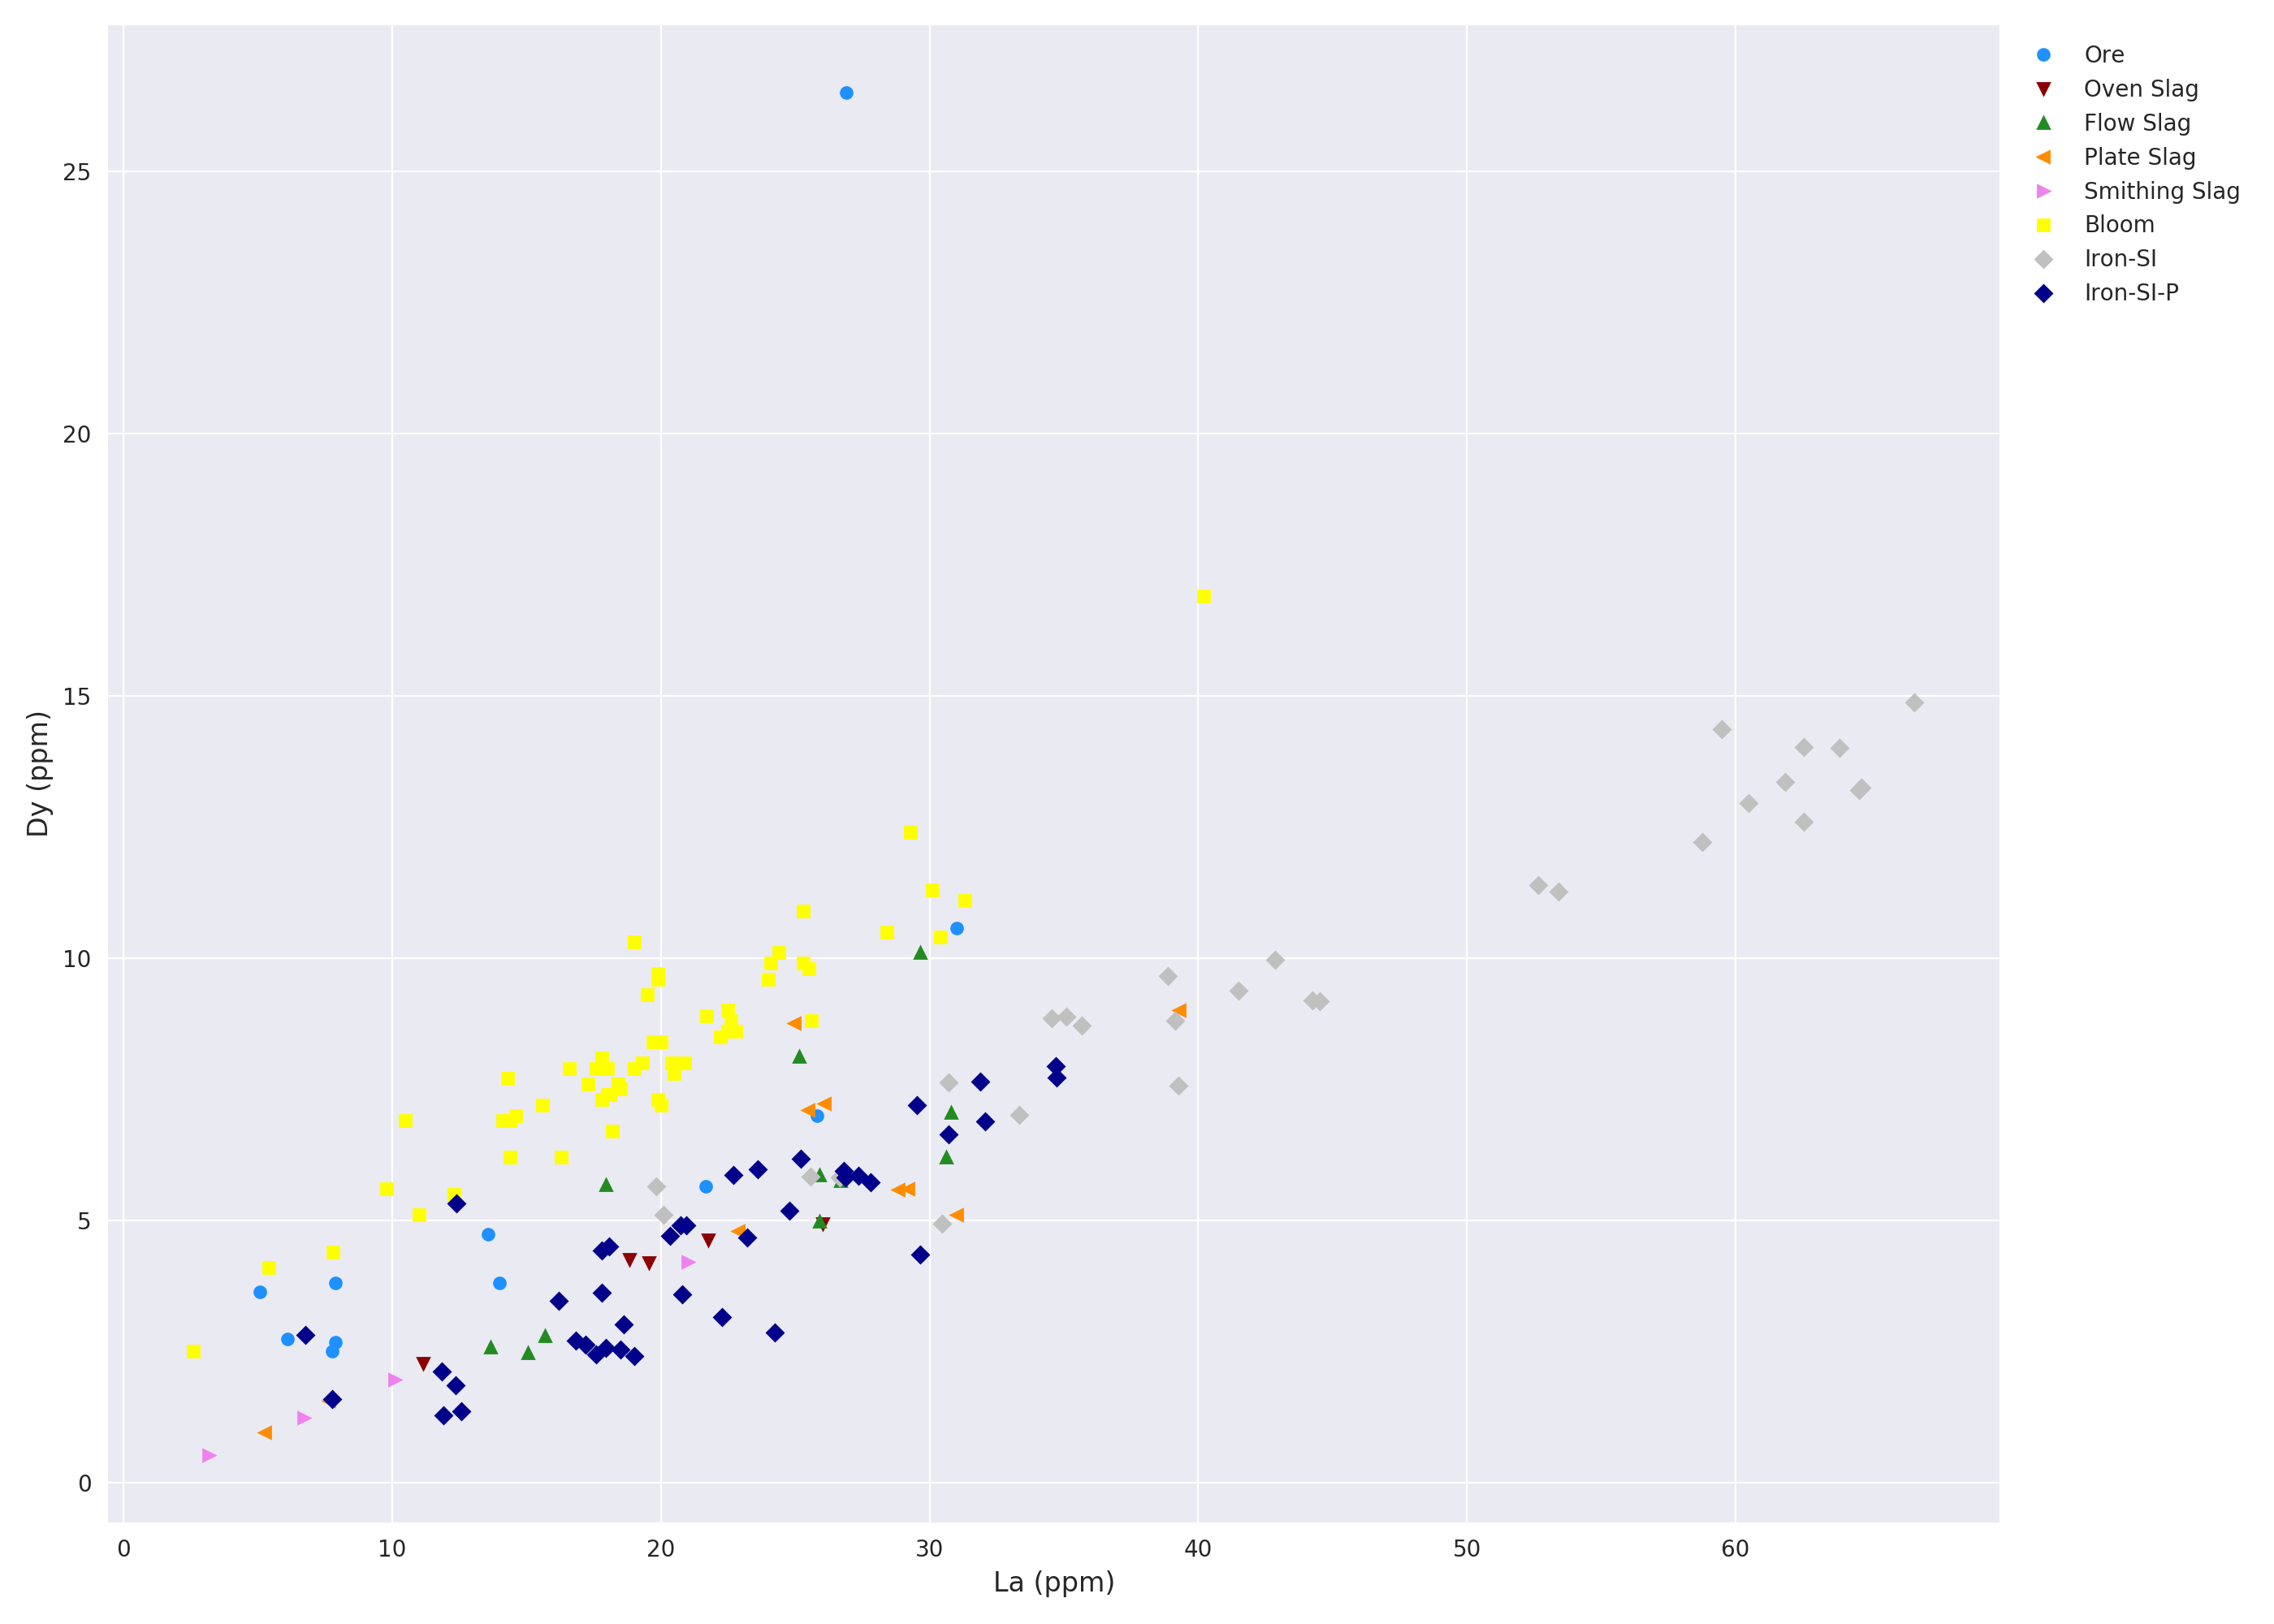 Ore
Oven Slag
Flow Slag
Plate Slag
Smithing Slag
Bloom
Iron-SI
Iron-SI-P
25
20
15
10
5
0
Dy (ppm)
0 10 20 30 40 50 60
La (ppm)